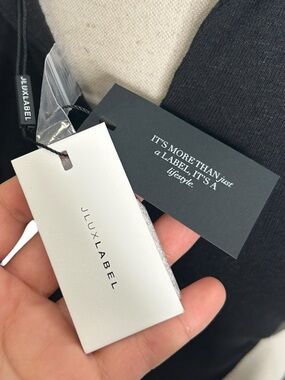 JLUXLABEL
IT'S MORE THAN just
a LABEL, IT'S A
lifestyle.
JLUXLABEL